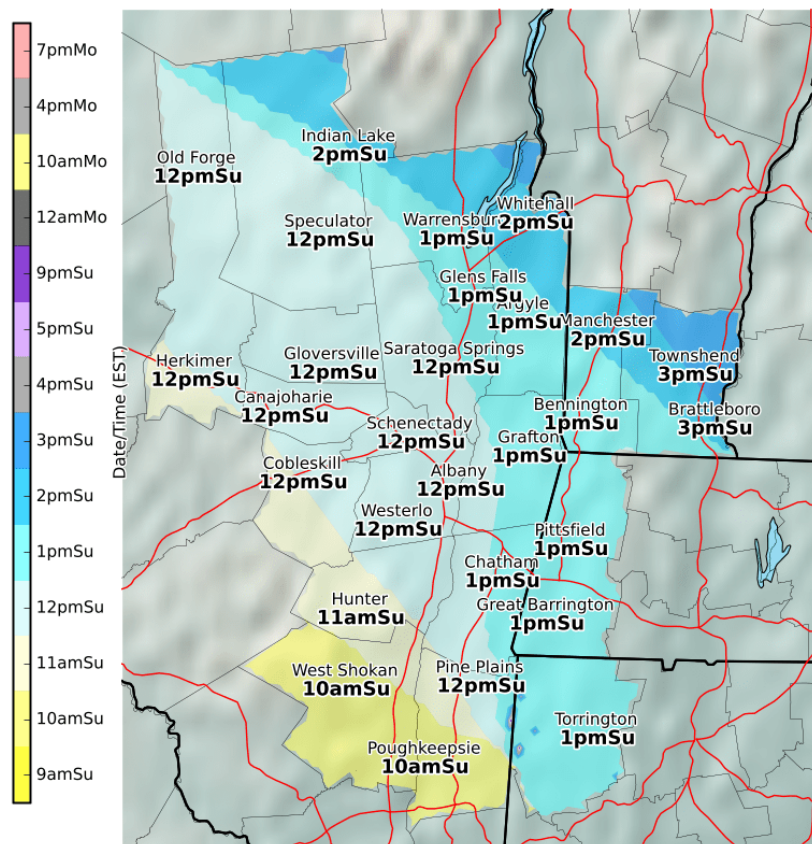 7pmMo
4pmMo
10amMo
12amMo
9pmSu
5pmSu
4pmSu
3pmSu
2pmSu
1pmSu
12pmSu
11amSu
10amSu
9amSu
Date/Time (EST)
Indian Lake
2pmSu
Old Forge
12pmSu
Whitehall
2pmSu
Speculator
12pmSu
Warrensbur
1pmSu
Glens Falls
1pmSu
Argyle
1pmSu
Manchester
2pmSu
Townshend
3pmSu
Herkimer
12pmSu
Gloversville
12pmSu
Saratoga Springs
12pmSu
Canajoharie
12pmSu
Bennington
1pmSu
Brattleboro
3pmSu
Schenectady
12pmSu
Grafton
1pmSu
Cobleskill
12pmSu
Albany
12pmSu
Westerlo
12pmSu
Pittsfield
1pmSu
Chatham
1pmSu
Hunter
11amSu
Great Barrington
1pmSu
West Shokan
10amSu
Pine Plains
12pmSu
Torrington
1pmSu
Poughkeepsie
10amSu